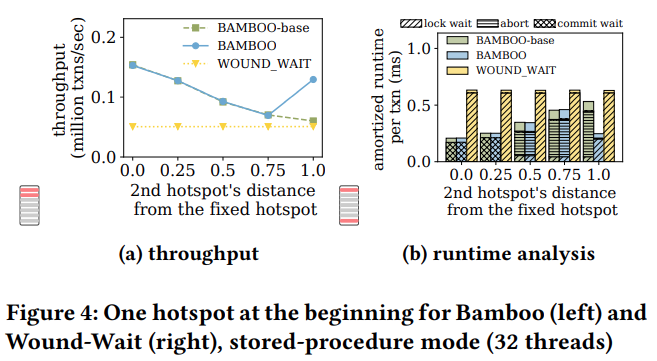 throughput
(million txns/sec)
0.2
0.1
0.0
BAMBOO-base
BAMBOO
WOUND_WAIT
0.0 0.25 0.5 0.75 1.0
2nd hotspot's distance
from the fixed hotspot
(a) throughput
lock wait abort commit wait
amortized runtime
per txn (ms)
1.0
0.5
0.0
BAMBOO-base
BAMBOO
WOUND_WAIT
0.0 0.25 0.5 0.75 1.0
2nd hotspot's distance
from the fixed hotspot
(b) runtime analysis
Figure 4: One hotspot at the beginning for Bamboo (left) and
Wound-Wait (right), stored-procedure mode (32 threads)